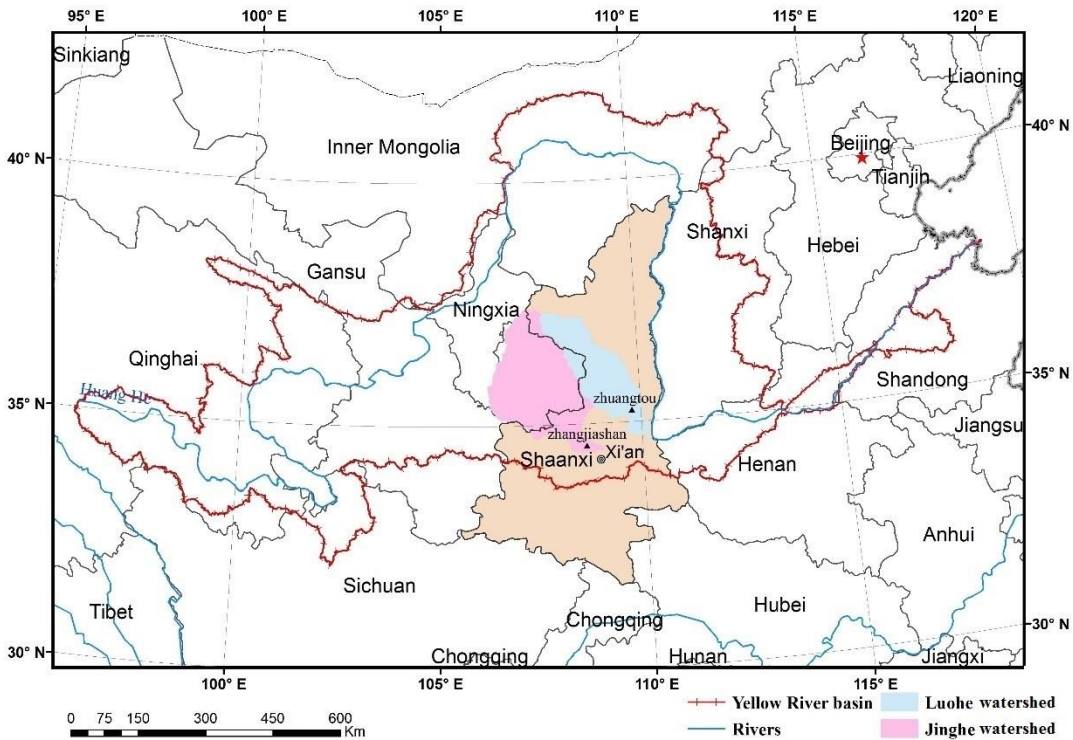 95° E 100° E 105° E 110° E 115° E 120° E
Sinkiang
Liaoning
40° N
Inner Mongolia
Beijing
40° N
Tianjin
Shanxi
Hebei
Gansu
Ningxia
Qinghai
Huang He
zhuangtou
Shandong
35° N
35° N
Jiangsu
zhangjiashan
Shaanxi
Xi'an
Henan
Anhui
Sichuan
Tibet
Hubei
Chongqing
30° N
30° N
Chongqing
Hunan
Jiangxi
100° E 105° E 110° E 115° E
0 75 150 300 450 600
Km
Yellow River basin
Luohe watershed
Rivers
Jinghe watershed